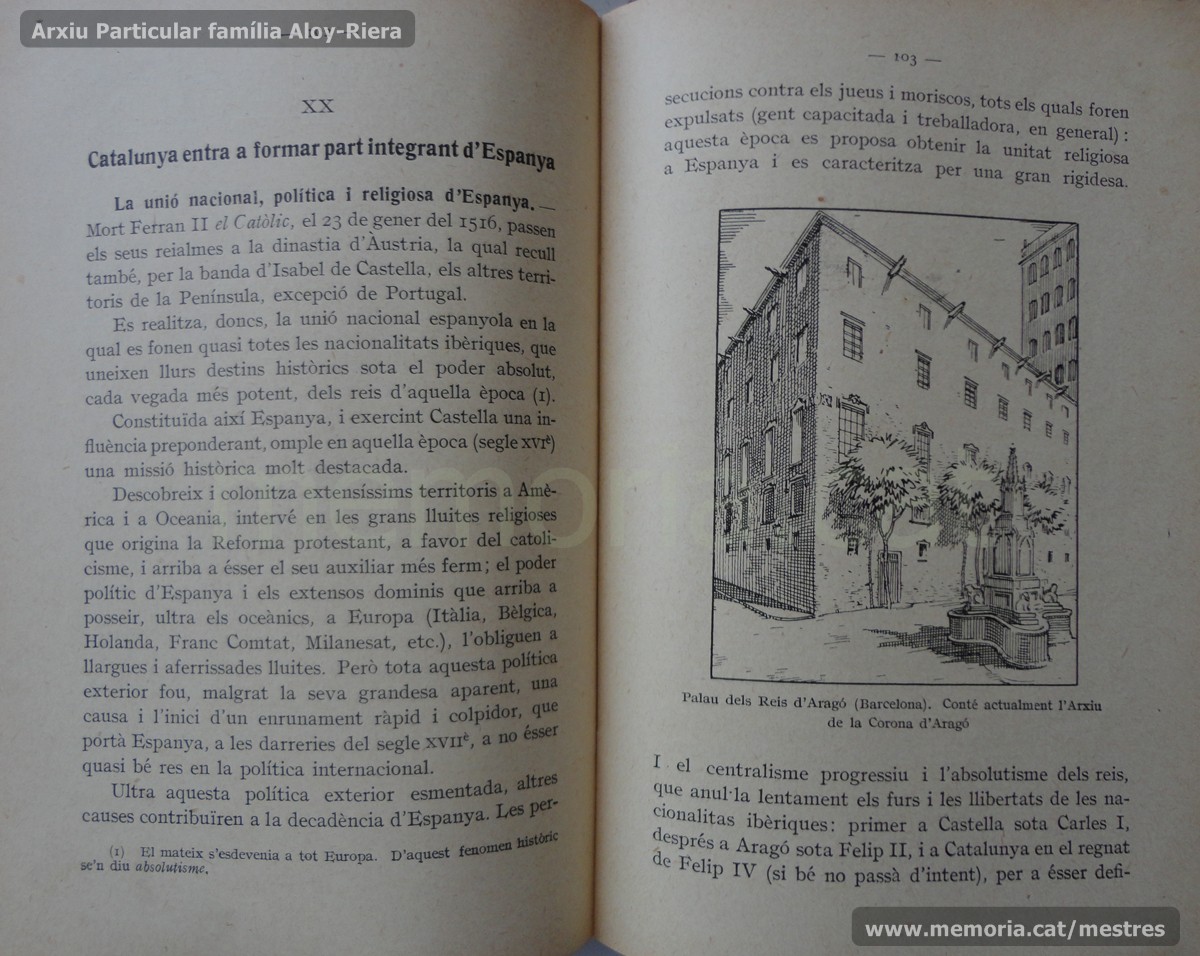 Arxiu Particular família Aloy-Riera
XX
Catalunya entra a formar part integrant d'Espanya
La unió nacional, política i religiosa d'Espanya. —
Mort Ferran II el Catòlic, el 23 de gener del 1516, passen
els seus reialmes a la dinastia d'Àustria, la qual recull
també, per la banda d'Isabel de Castella, els altres terri-
toris de la Península, excepció de Portugal.
Es realitza, doncs, la unió nacional espanyola en la
qual es fonen quasi totes les nacionalitats ibèriques, que
uneixen llurs destins històrics sota el poder absolut,
cada vegada més potent, dels reis d'aquella època (1).
Constituïda així Espanya, i exercint Castella una in-
fluència preponderant, omple en aquella època (segle XVIè)
una missió històrica molt destacada.
Descobreix i colonitza extensíssims territoris a Amè-
rica i a Oceania, intervé en les grans lluites religioses
que origina la Reforma protestant, a favor del catoli-
cisme, i arriba a ésser el seu auxiliar més ferm; el poder
polític d'Espanya i els extensos dominis que arriba a
posseir, ultra els oceànics, a Europa (Itàlia, Bèlgica,
Holanda, Franc Comtat, Milanesat, etc.), l'obliguen a
llargues i aferrissades lluites. Però tota aquesta política
exterior fou, malgrat la seva grandesa aparent, una
causa i l'inici d'un enrunament ràpid i colpidor, que
portà Espanya, a les darreries del segle XVIIè, a no ésser
quasi bé res en la política internacional.
Ultra aquesta política exterior esmentada, altres
causes contribuïren a la decadència d'Espanya. Les per-
(1) El mateix s'esdevenia a tot Europa. D'aquest fenomen històric
se'n diu absolutisme.
— 103 —
secucions contra els jueus i moriscos, tots els quals foren
expulsats (gent capacitada i treballadora, en general):
aquesta època es proposa obtenir la unitat religiosa
a Espanya i es caracteritza per una gran rigidesa.
Palau dels Reis d'Aragó (Barcelona). Conté actualment l'Arxiu
de la Corona d'Aragó
I el centralisme progressiu i l'absolutisme dels reis,
que anul·la lentament els furs i les llibertats de les na-
cionalitas ibèriques: primer a Castella sota Carles I,
després a Aragó sota Felip II, i a Catalunya en el regnat
de Felip IV (si bé no passà d'intent), per a ésser defi-
www.memoria.cat/mestres